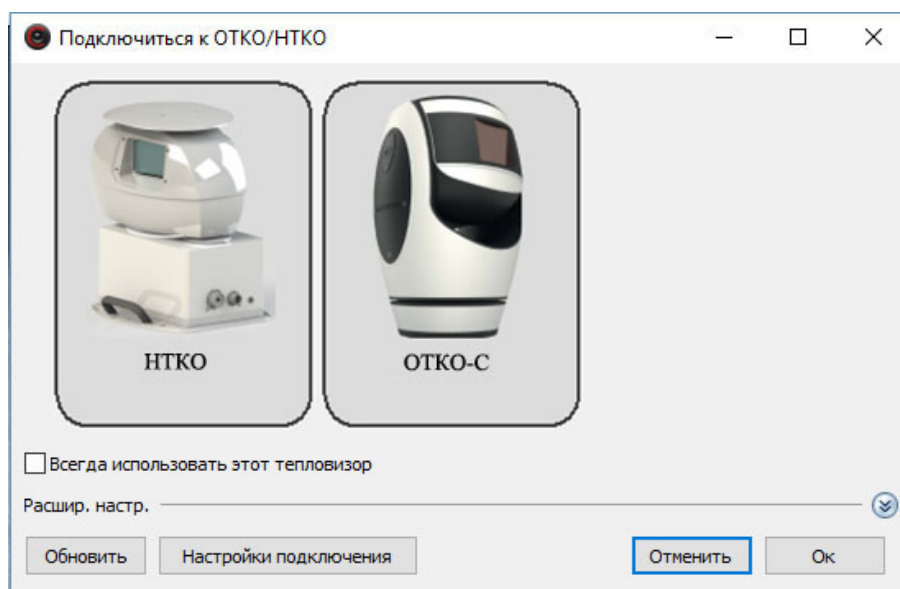 Подключиться к ОТКО/НТКО
НТКО
ОТКО-С
Всегда использовать этот тепловизор
Расшир. настр.
Обновить
Настройки подключения
Отменить
Ок